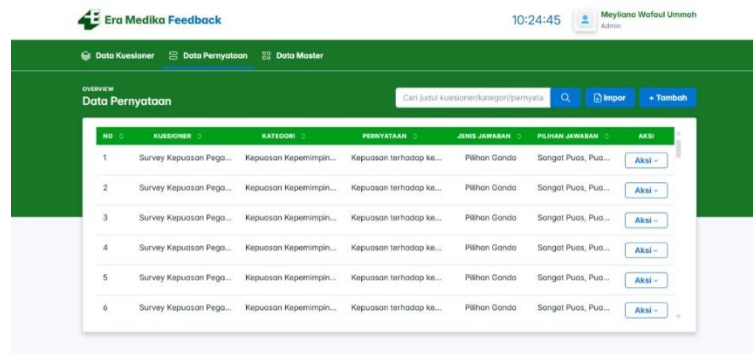 Era Medika Feedback
10:24:45
Meyliana Wafaul Ummah
Admin
Data Kuesioner
Data Pernyataan
Data Master
OVERVIEW
Data Pernyataan
Cari judul kuesioner/kategori/pernyata
Impor
+ Tambah
NO KUESIONER KATEGORI PERNYATAAN JENIS JAWABAN PILIHAN JAWABAN AKSI
1 Survey Kepuasan Pega... Kepuasan Kepemimpin... Kepuasan terhadap ke... Pilihan Ganda Sangat Puas, Pua... Aksi
2 Survey Kepuasan Pega... Kepuasan Kepemimpin... Kepuasan terhadap ke... Pilihan Ganda Sangat Puas, Pua... Aksi
3 Survey Kepuasan Pega... Kepuasan Kepemimpin... Kepuasan terhadap ke... Pilihan Ganda Sangat Puas, Pua... Aksi
4 Survey Kepuasan Pega... Kepuasan Kepemimpin... Kepuasan terhadap ke... Pilihan Ganda Sangat Puas, Pua... Aksi
5 Survey Kepuasan Pega... Kepuasan Kepemimpin... Kepuasan terhadap ke... Pilihan Ganda Sangat Puas, Pua... Aksi
6 Survey Kepuasan Pega... Kepuasan Kepemimpin... Kepuasan terhadap ke... Pilihan Ganda Sangat Puas, Pua... Aksi